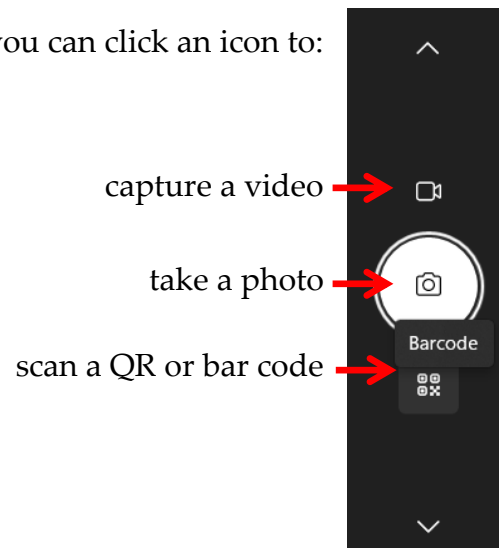 you can click an icon to:
capture a video
take a photo
Barcode
scan a QR or bar code